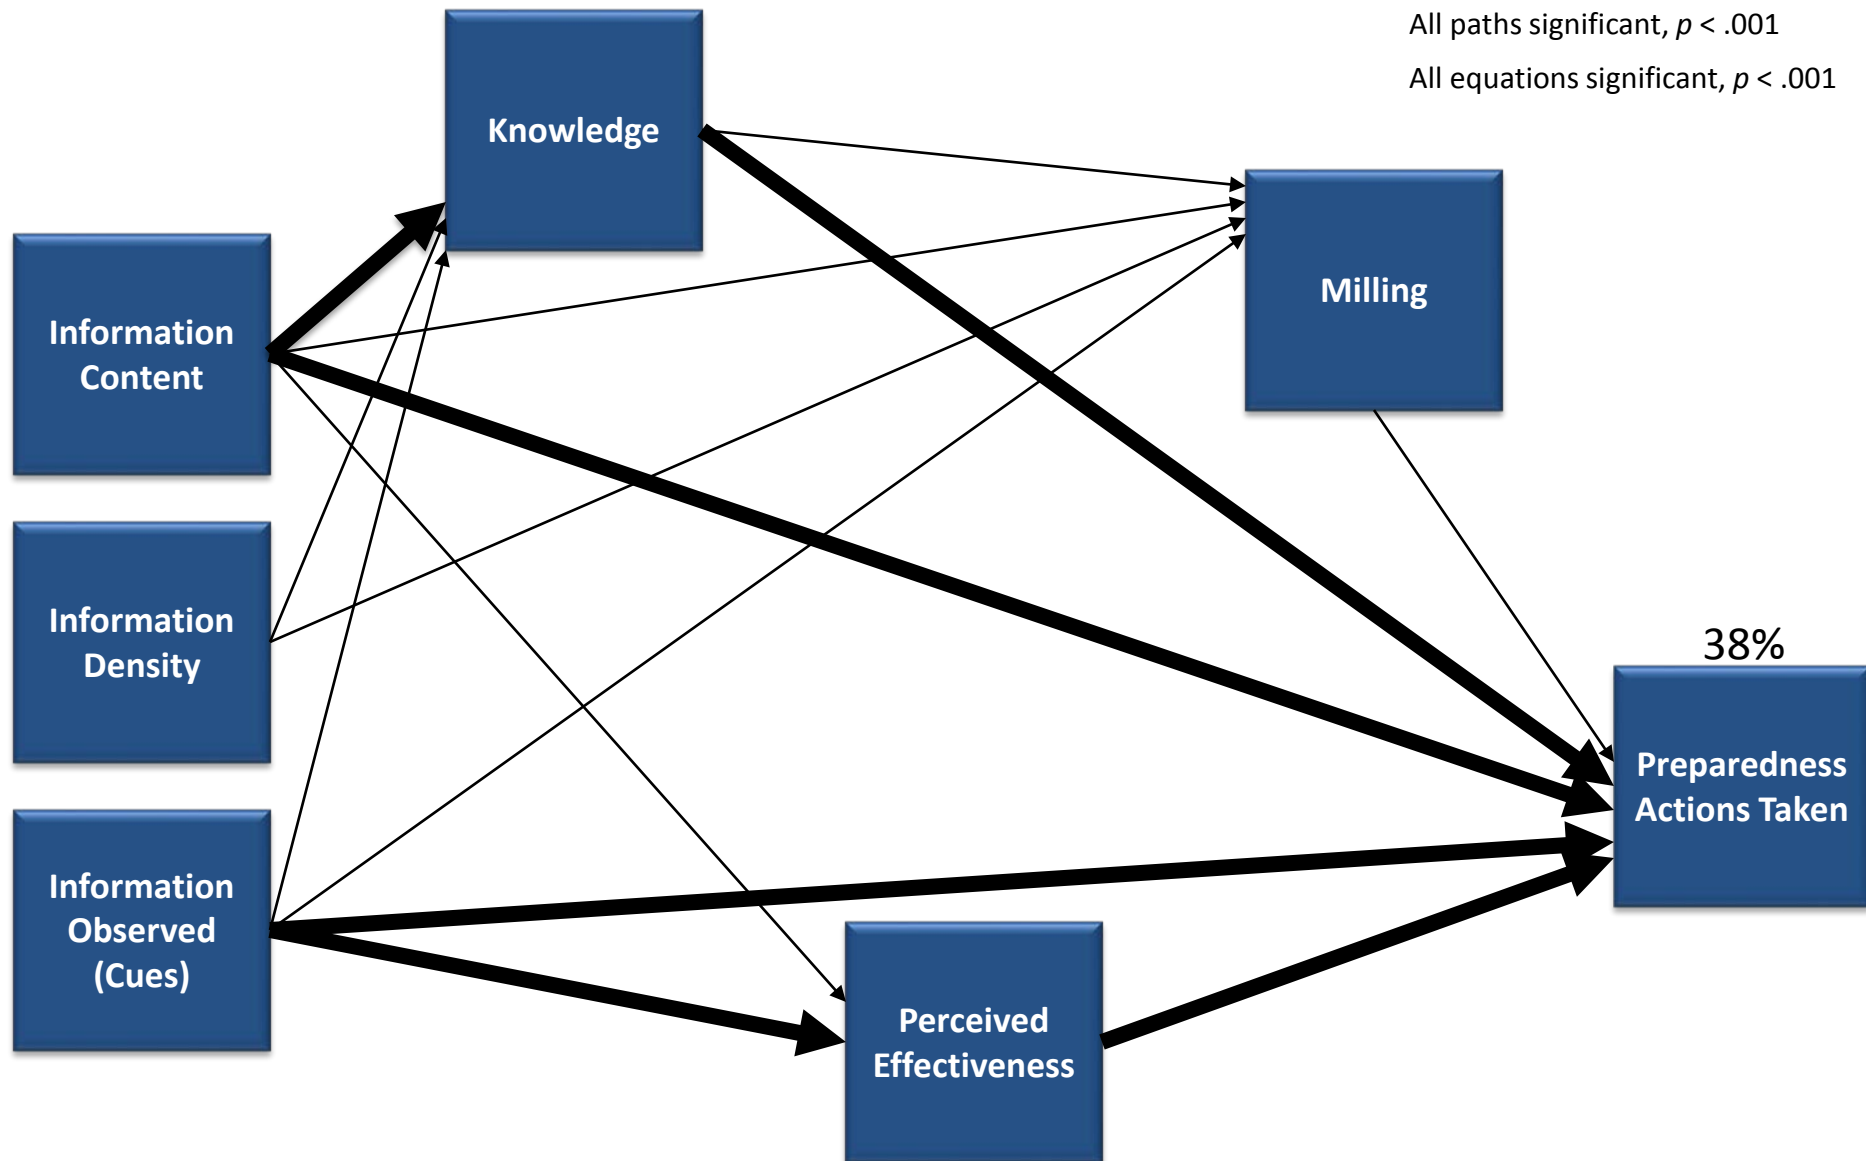 All paths significant, p < .001
All equations significant, p < .001
Knowledge
Milling
Information
Content
Information
Density
38%
Preparedness
Actions Taken
Information
Observed
(Cues)
Perceived
Effectiveness